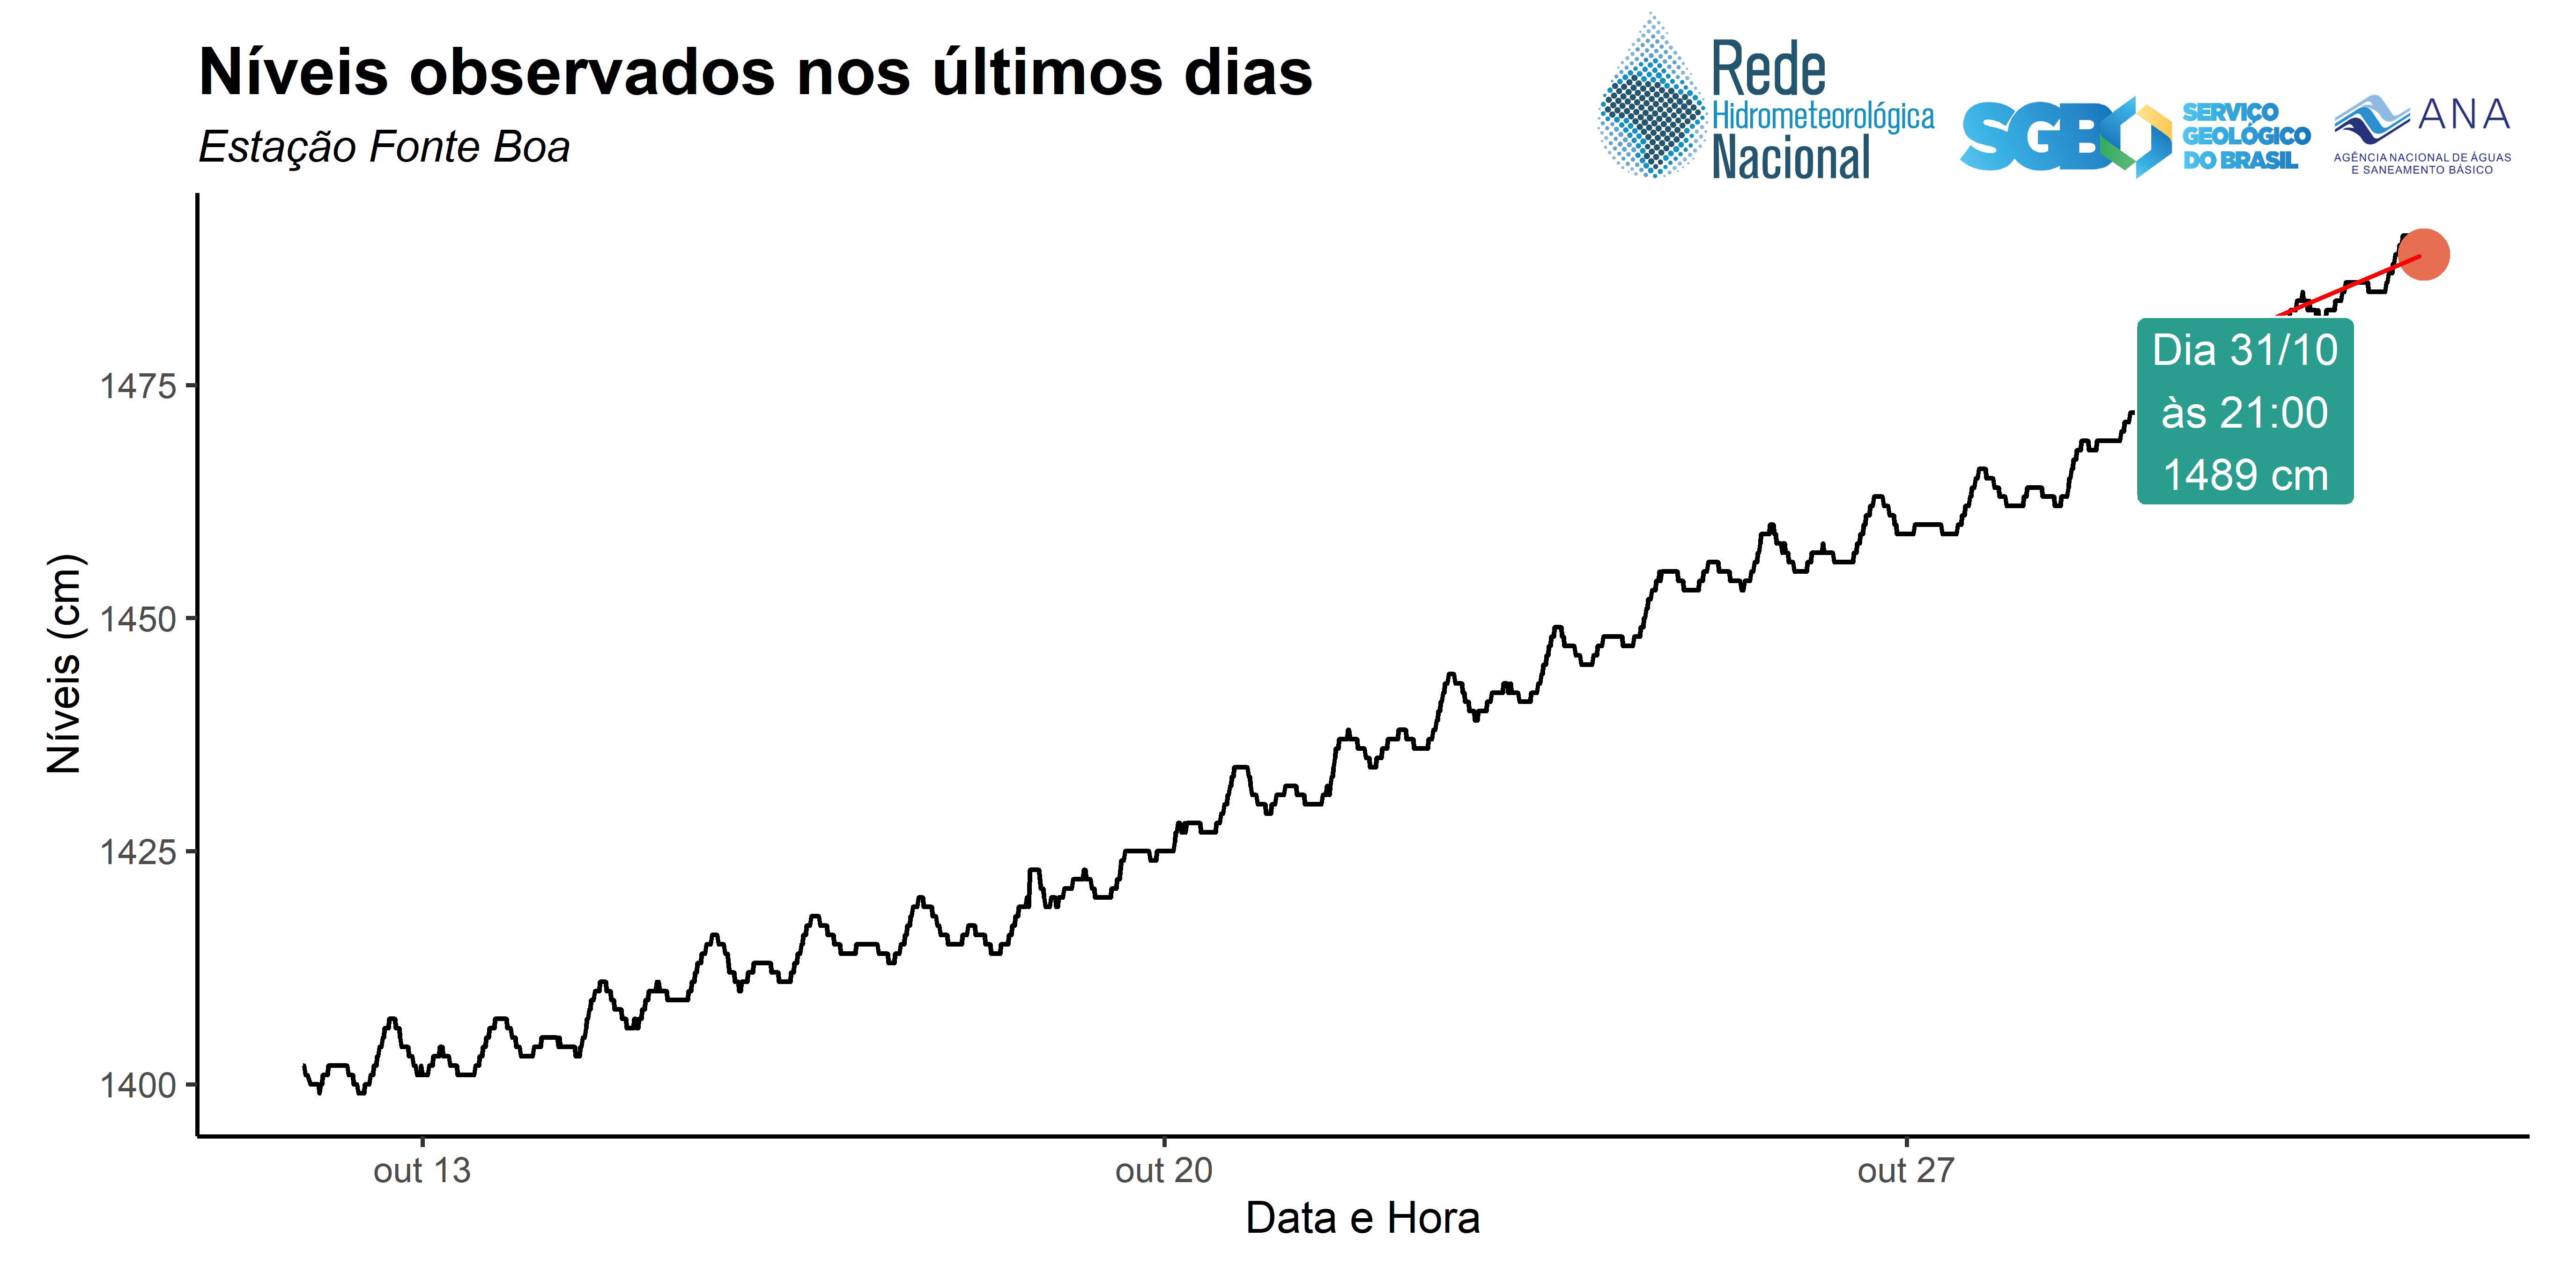 Níveis observados nos últimos dias
Estação Fonte Boa
Rede
Hidrometeorológica
Nacional
SGB
SERVIÇO
GEOLÓGICO
DO BRASIL
ANA
AGÊNCIA NACIONAL DE ÁGUAS
E SANEAMENTO BÁSICO
Níveis (cm)
1475
1450
1425
1400
Dia 31/10
às 21:00
1489 cm
out 13
out 20
out 27
Data e Hora